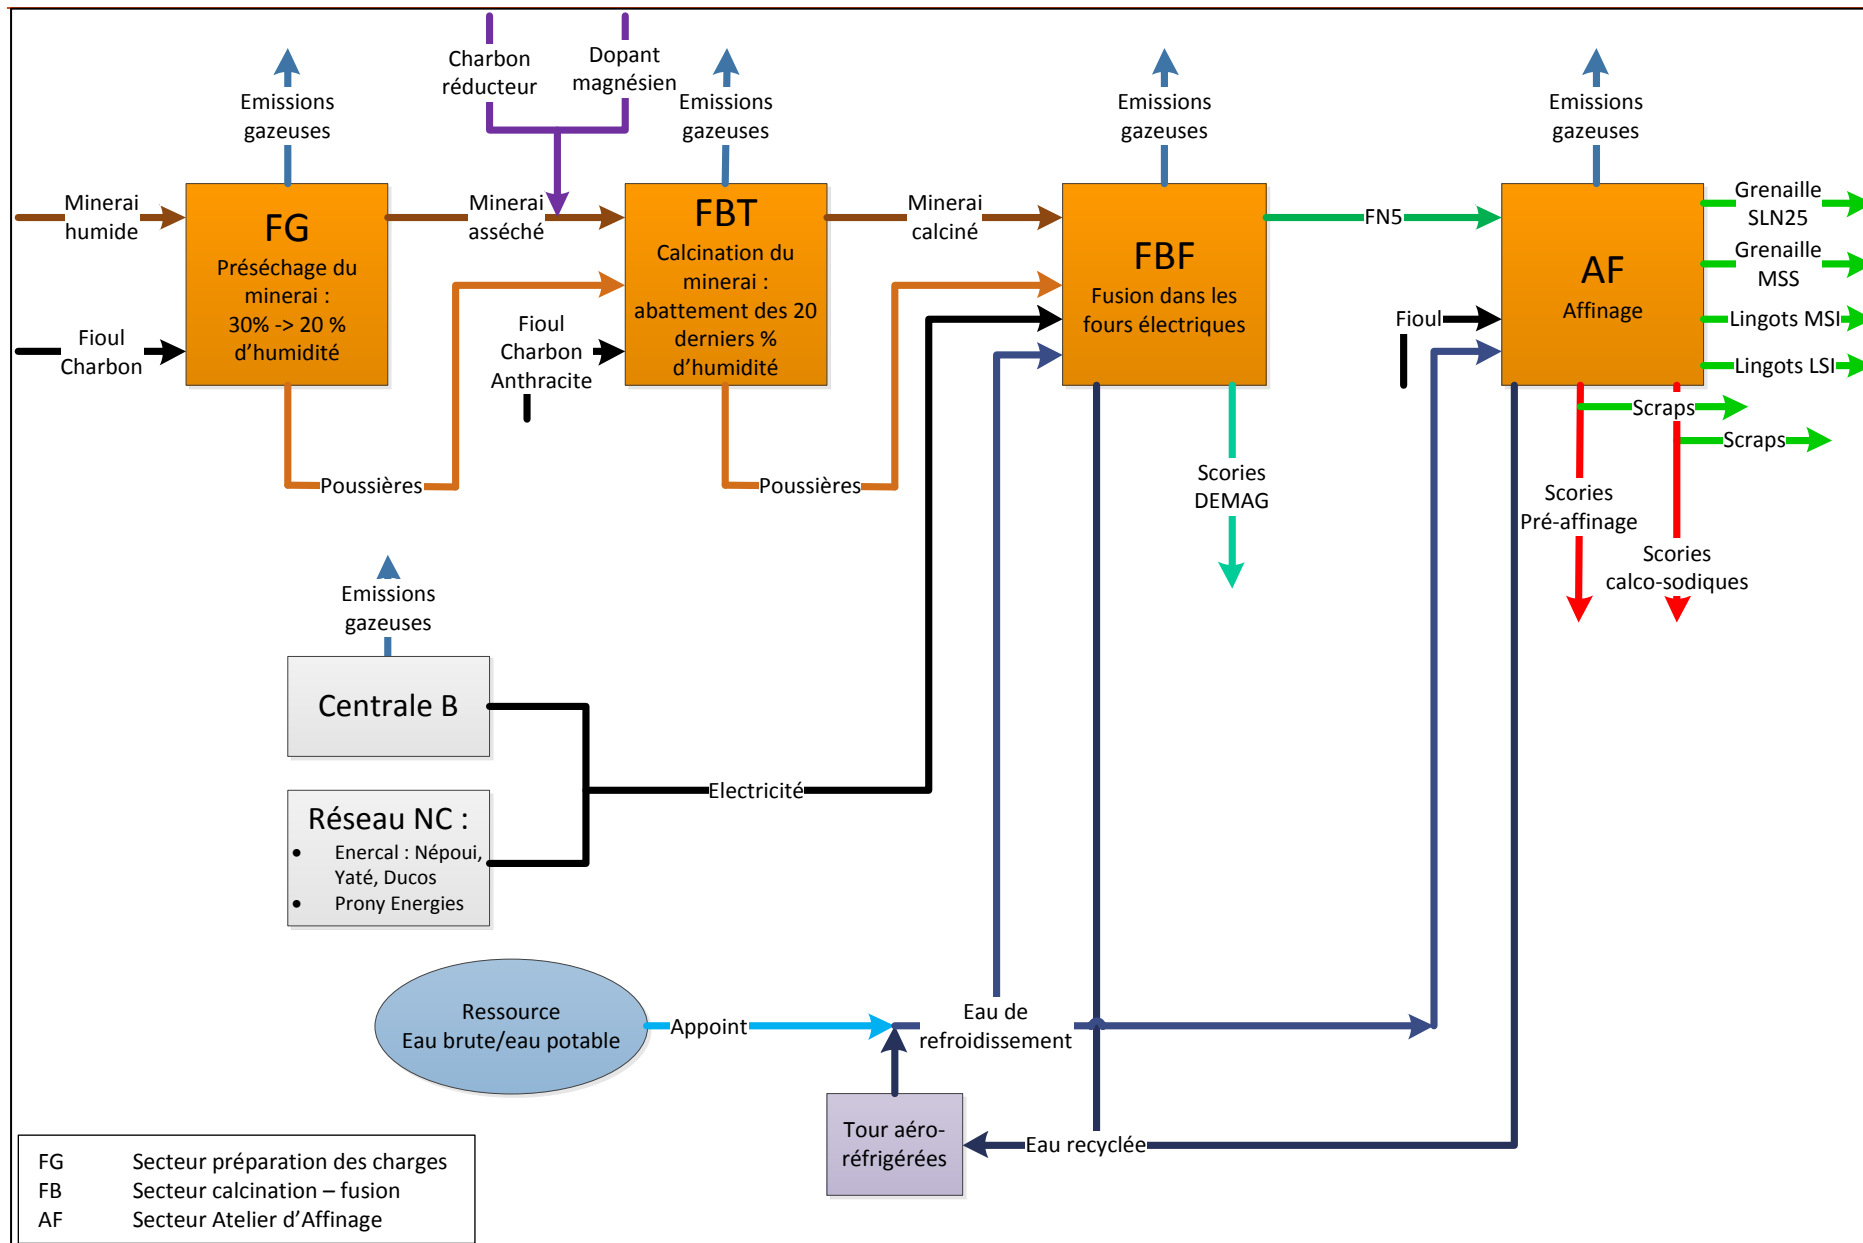 Charbon
réducteur
Dopant
magnésien
Emissions
gazeuses
Emissions
gazeuses
Emissions
gazeuses
Emissions
gazeuses
Minerai
humide
FG
Préséchage du
minerai :
30% -> 20 %
d’humidité
Minerai
asséché
FBT
Calcination du
minerai :
abattement des 20
derniers %
d’humidité
Minerai
calciné
FBF
Fusion dans les
fours électriques
FN5
AF
Affinage
Grenaille
SLN25
Grenaille
MSS
Lingots MSI
Lingots LSI
Fioul
Charbon
Fioul
Charbon
Anthracite
Fioul
Scraps
Scraps
Poussières
Poussières
Scories
DEMAG
Scories
Pré-affinage
Scories
calco-sodiques
Emissions
gazeuses
Centrale B
Electricité
Réseau NC :
• Enercal : Népoui,
Yaté, Ducos
• Prony Energies
Ressource
Eau brute/eau potable
Appoint
Eau de
refroidissement
Tour aéro-
réfrigérées
Eau recyclée
FG Secteur préparation des charges
FB Secteur calcination – fusion
AF Secteur Atelier d’Affinage